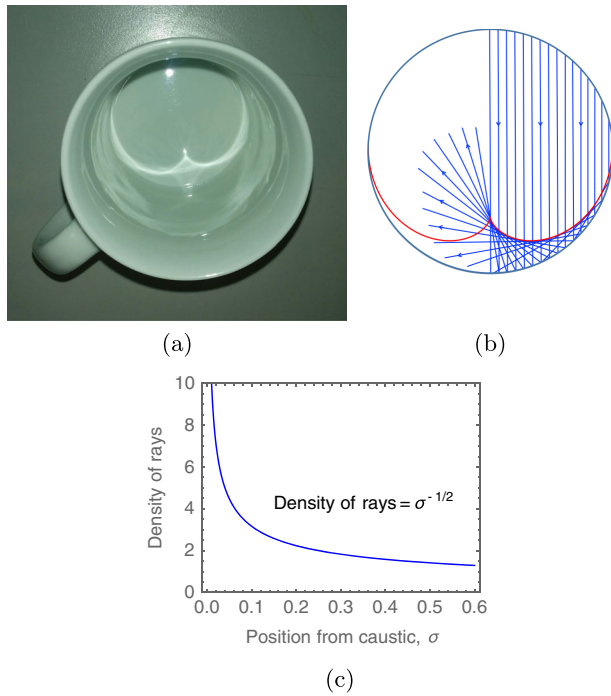 (a)
(b)
10
8
6
4
2
0
Density of rays
Density of rays = σ^-1/2
0.0 0.1 0.2 0.3 0.4 0.5 0.6
Position from caustic, σ
(c)